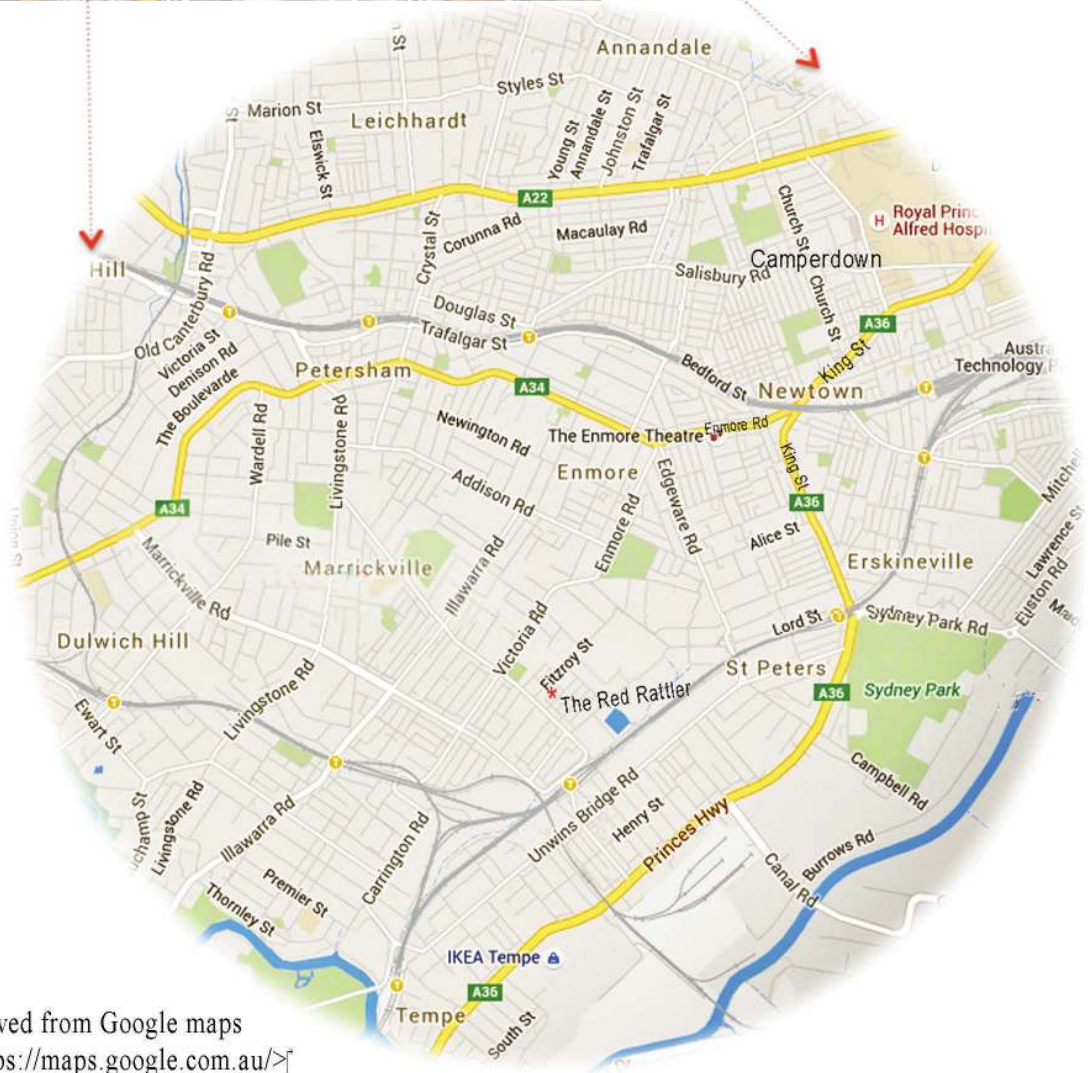 Annandale
Styles St
Marion St
Leichhardt
Elswick St
Young St
Annandale St
Johnston St
Trafalgar St
A22
Corunna Rd
Macaulay Rd
Crystal St
Church St
H Royal Princ
Alfred Hospi
Camperdown
Salisbury Rd
Church St
Hill
Old Canterbury Rd
Victoria St
Denison Rd
The Boulevarde
Douglas St
Trafalgar St
Bedford St
A36
King St
Austra
Technology P
Petersham
A34
Newtown
Newington Rd
The Enmore Theatre
Enmore Rd
Wardell Rd
Livingstone Rd
Addison Rd
Enmore
Edgeware Rd
King St
A36
A34
Enmore Rd
Alice St
Mitchel
Lawrence St
Euston Rd
Union St
Pile St
Marrickville
Illawarra Rd
Erskineville
Marrickville Rd
Victoria Rd
Fitzroy St
Lord St
Sydney Park Rd
Dulwich Hill
The Red Rattler
St Peters
A36
Sydney Park
Livingstone Rd
Ewart St
Campbell Rd
Livingstone Rd
Illawarra Rd
Carrington Rd
Unwins Bridge Rd
Henry St
Princes Hwy
Canal Rd
Burrows Rd
Premier St
Thornley St
IKEA Tempe
A36
Tempe
South St
ved from Google maps
ps://maps.google.com.au/>